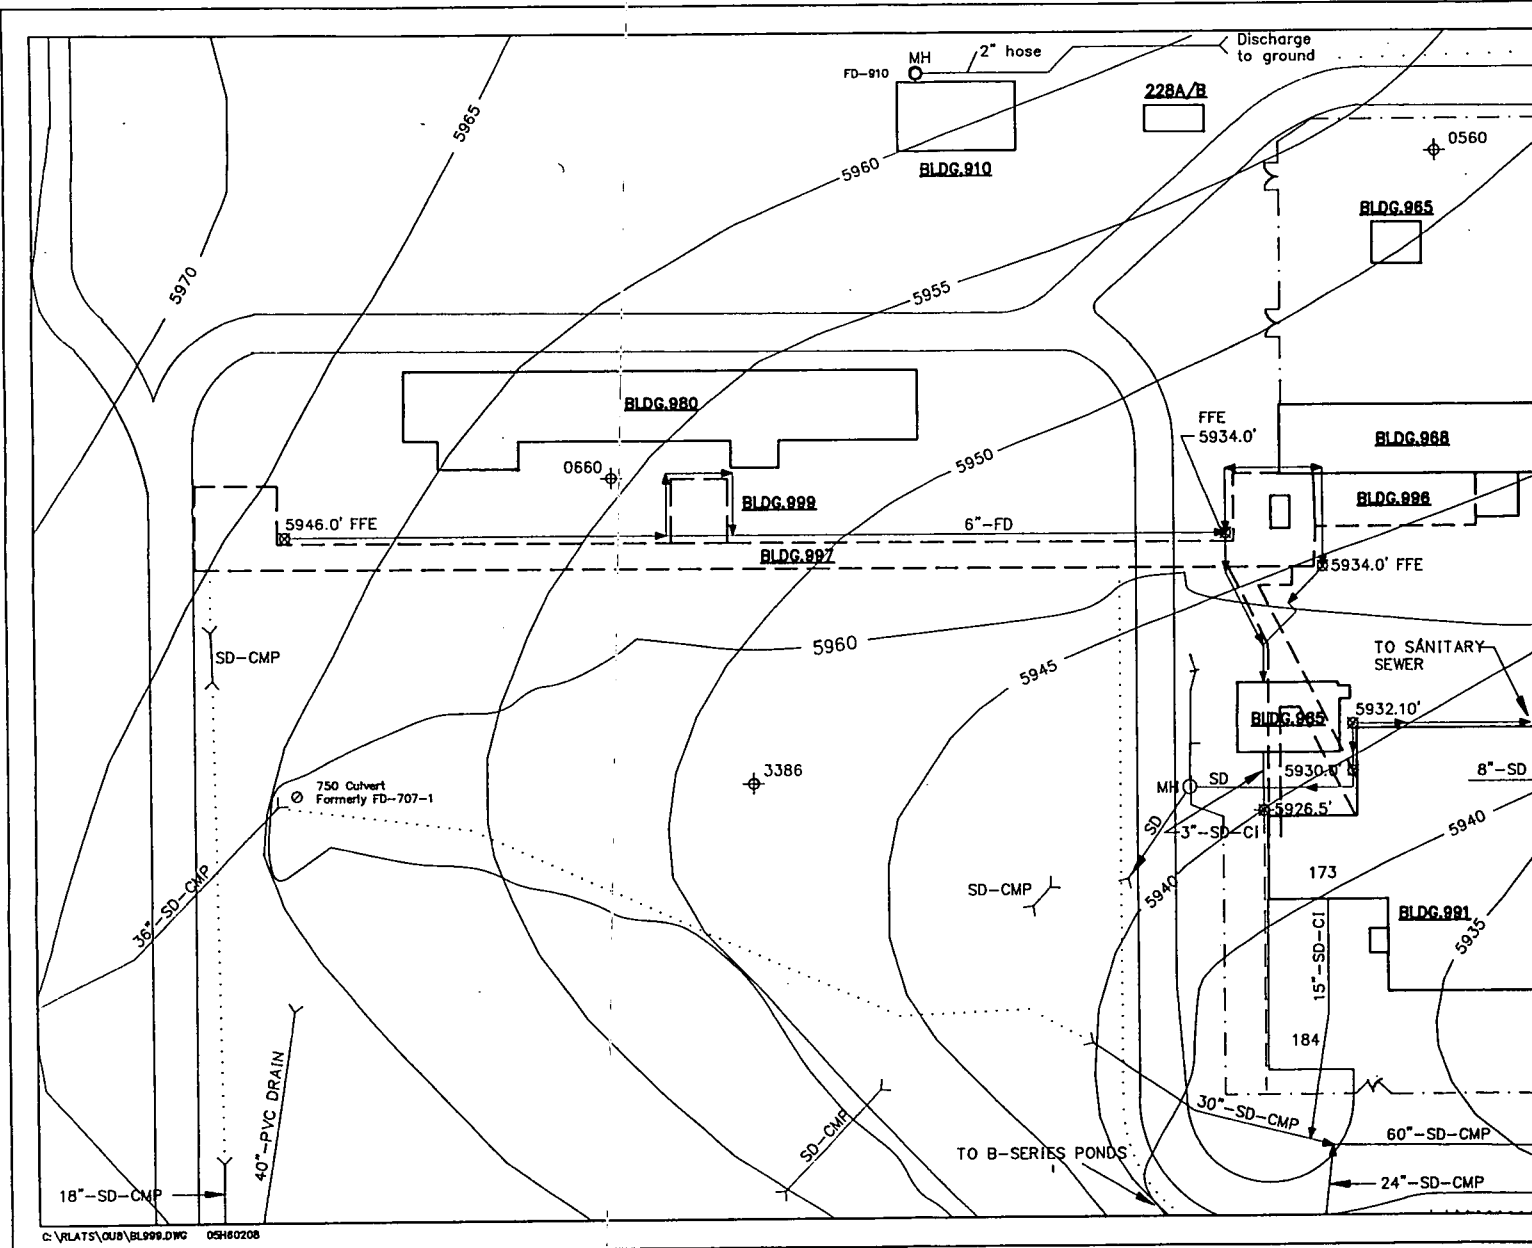 Discharge
to ground
2" hose
MH
FD-910
228A/B
BLDG.910
5965
5960
0560
BLDG.965
5970
5955
BLDG.980
FFE
5934.0'
BLDG.968
0660
5950
BLDG.999
BLDG.996
5946.0' FFE
6"-FD
BLDG.997
5934.0' FFE
SD-CMP
5960
TO SANITARY
SEWER
5945
BLDG.985
5932.10'
3386
5930.0'
8"-SD
750 Culvert
Formerly FD-707-1
MH
SD
5926.5'
SD
3"-SD-CI
5940
173
SD-CMP
5940
36"-SD-CMP
BLDG.991
5935
15"-SD-CI
184
40"-PVC DRAIN
SD-CMP
30"-SD-CMP
60"-SD-CMP
TO B-SERIES PONDS
24"-SD-CMP
18"-SD-CMP
C:\RLATS\OU8\BL999.DWG 05H60208